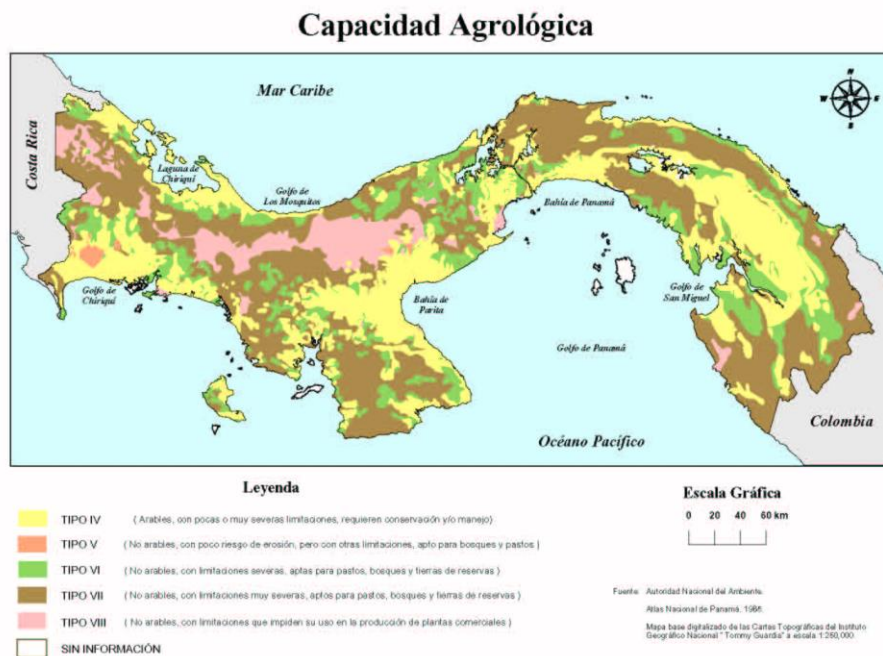 Capacidad Agrológica
Mar Caribe
N
W E
S
Costa Rica
Laguna de
Chiriquí
Golfo de
Los Mosquitos
Bahía de Panamá
Golfo de
Chiriquí
Bahía de
Parita
Golfo de
San Miguel
Golfo de Panamá
Colombia
Océano Pacífico
Leyenda
TIPO IV ( Arables, con pocas o muy severas limitaciones, requieren conservación y/o manejo)
TIPO V ( No arables, con poco riesgo de erosión, pero con otras limitaciones, apto para bosques y pastos )
TIPO VI ( No arables, con limitaciones severas, aptas para pastos, bosques y tierras de reservas )
TIPO VII ( No arables, con limitaciones muy severas, aptos para pastos, bosques y tierras de reservas )
TIPO VIII ( No arables, con limitaciones que impiden su uso en la producción de plantas comerciales )
SIN INFORMACIÓN
Escala Gráfica
0 20 40 60 km
Fuente: Autoridad Nacional del Ambiente.
Atlas Nacional de Panamá.
Mapa base digitalizado de las Cartas Topográficas del Instituto
Geográfico Nacional "Tommy Guardia" a escala 1:250,000.